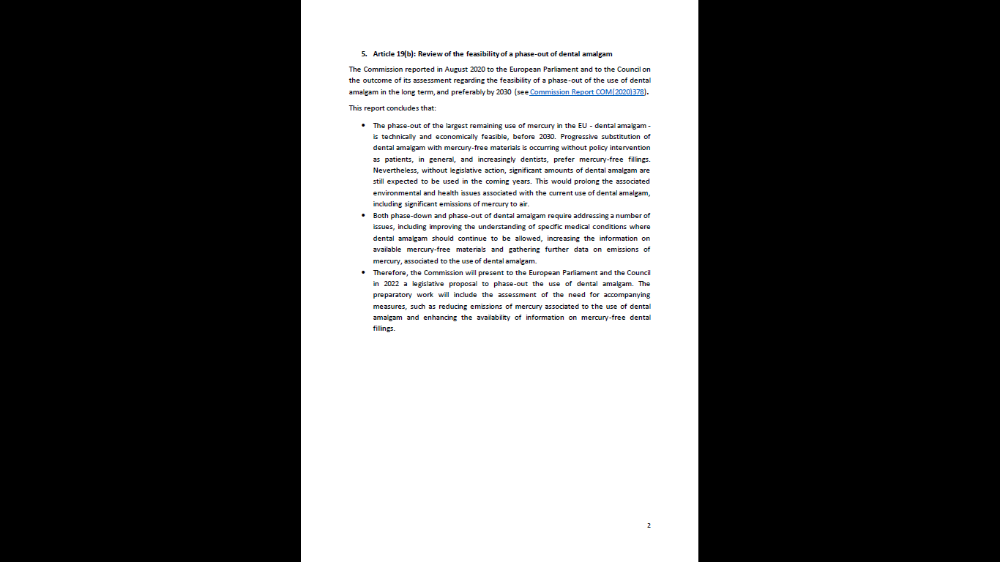 5. Article 19(b): Review of the feasibility of a phase-out of dental amalgam
The Commission reported in August 2020 to the European Parliament and to the Council on
the outcome of its assessment regarding the feasibility of a phase-out of the use of dental
amalgam in the long term, and preferably by 2030 (see Commission Report COM(2020)378).
This report concludes that:
• The phase-out of the largest remaining use of mercury in the EU - dental amalgam -
is technically and economically feasible, before 2030. Progressive substitution of
dental amalgam with mercury-free materials is occurring without policy intervention
as patients, in general, and increasingly dentists, prefer mercury-free fillings.
Nevertheless, without legislative action, significant amounts of dental amalgam are
still expected to be used in the coming years. This would prolong the associated
environmental and health issues associated with the current use of dental amalgam,
including significant emissions of mercury to air.
• Both phase-down and phase-out of dental amalgam require addressing a number of
issues, including improving the understanding of specific medical conditions where
dental amalgam should continue to be allowed, increasing the information on
available mercury-free materials and gathering further data on emissions of
mercury, associated to the use of dental amalgam.
• Therefore, the Commission will present to the European Parliament and the Council
in 2022 a legislative proposal to phase-out the use of dental amalgam. The
preparatory work will include the assessment of the need for accompanying
measures, such as reducing emissions of mercury associated to the use of dental
amalgam and enhancing the availability of information on mercury-free dental
fillings.
2